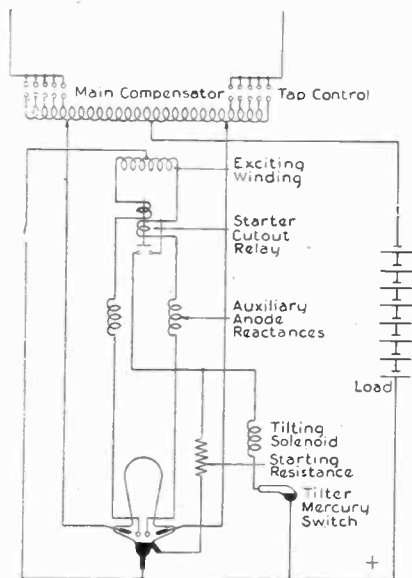 Main Compensator
Tap Control
Exciting
Winding
Starter
Cutout
Relay
Auxiliary
Anode
Reactances
Load
Tilting
Solenoid
Starting
Resistance
Tilter
Mercury
Switch
+